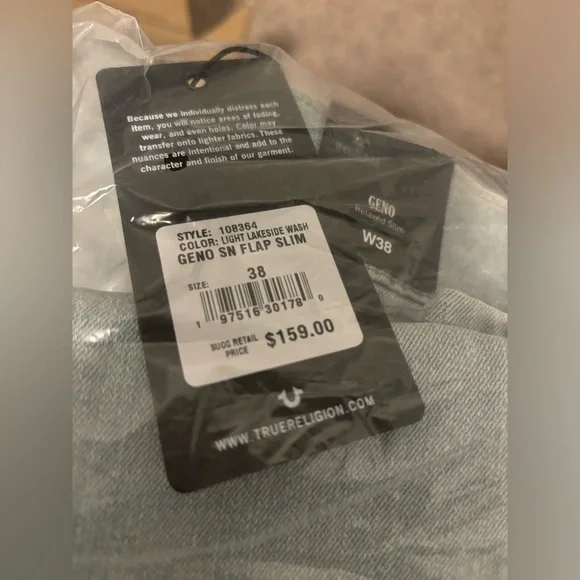 Because we individually distress each
item, you will notice areas of fading,
wear, and even holes. Color may
transfer onto lighter fabrics. These
nuances are intentional and add to the
character and finish of our garment.
STYLE: 108364
COLOR: LIGHT LAKESIDE WASH
GENO SN FLAP SLIM
SIZE: 38
1 97516 30178 0
SUGG RETAIL
PRICE $159.00
WWW.TRUERELIGION.COM
GENO
Relaxed Slim
W38